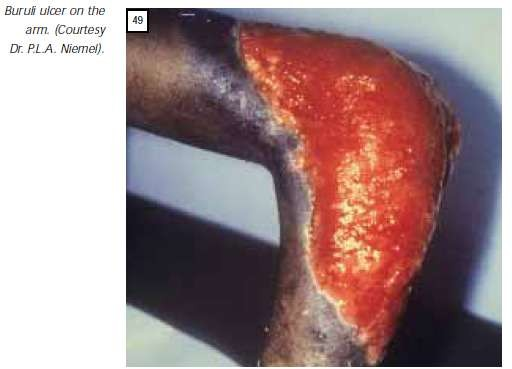 Buruli ulcer on the
arm. (Courtesy
Dr. P.L.A. Niemel).
49